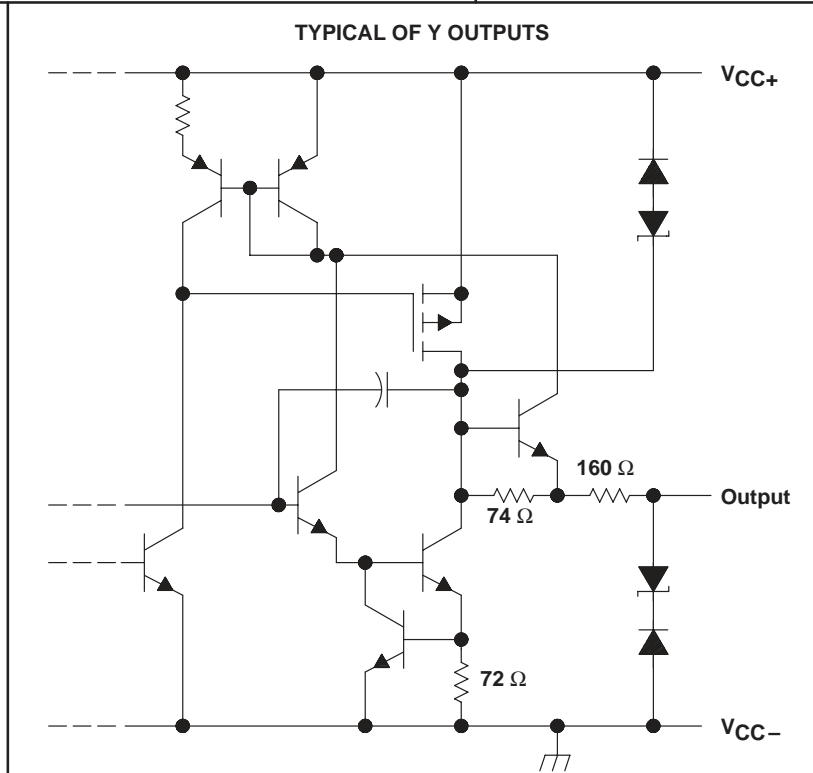 TYPICAL OF Y OUTPUTS
VCC+
160 Ω
Output
74 Ω
72 Ω
VCC−